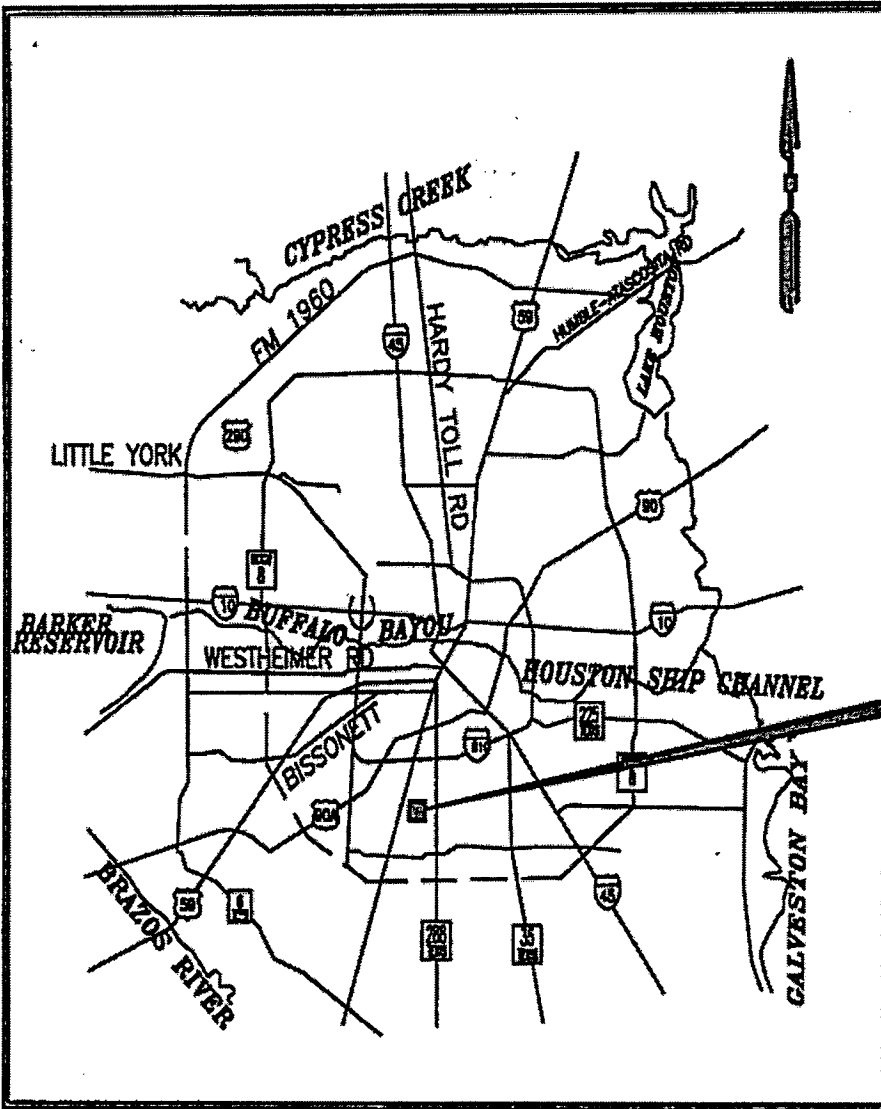 CYPRESS CREEK
FM 1960
HARDY TOLL RD
45
59
HUMBLE-
RD
LAKE HOUSTON
290
LITTLE YORK
90
8
10
BARKER
RESERVOIR
BUFFALO BAYOU
10
WESTHEIMER RD
HOUSTON SHIP CHANNEL
225
BISSONETT
610
8
90A
GALVESTON BAY
BRAZOS RIVER
59
6
45
288
35